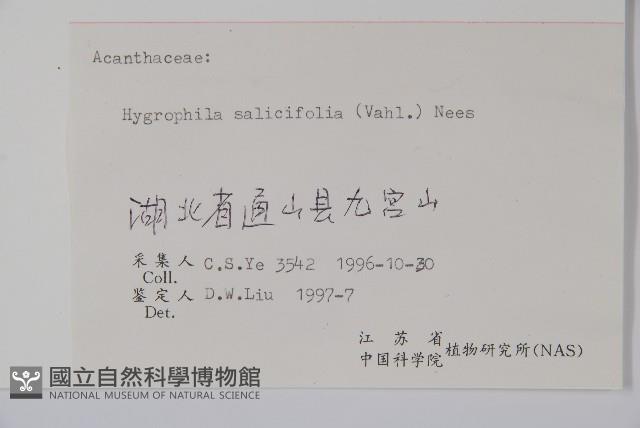 Acanthaceae:
Hygrophila salicifolia (Vahl.) Nees
湖北省通山县九宫山
采集人 C.S.Ye 3542 1996-10-30
Coll.
鉴定人 D.W.Liu 1997-7
Det.
江苏省
中国科学院 植物研究所(NAS)
國立自然科學博物館
NATIONAL MUSEUM OF NATURAL SCIENCE